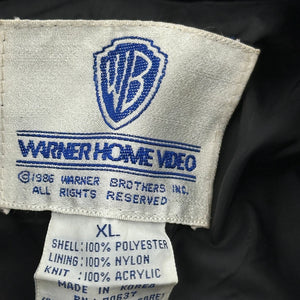 WB
WARNER HOME VIDEO
©1986 WARNER BROTHERS INC.
ALL RIGHTS RESERVED
XL
SHELL:100% POLYESTER
LINING:100% NYLON
KNIT :100% ACRYLIC
MADE IN KOREA